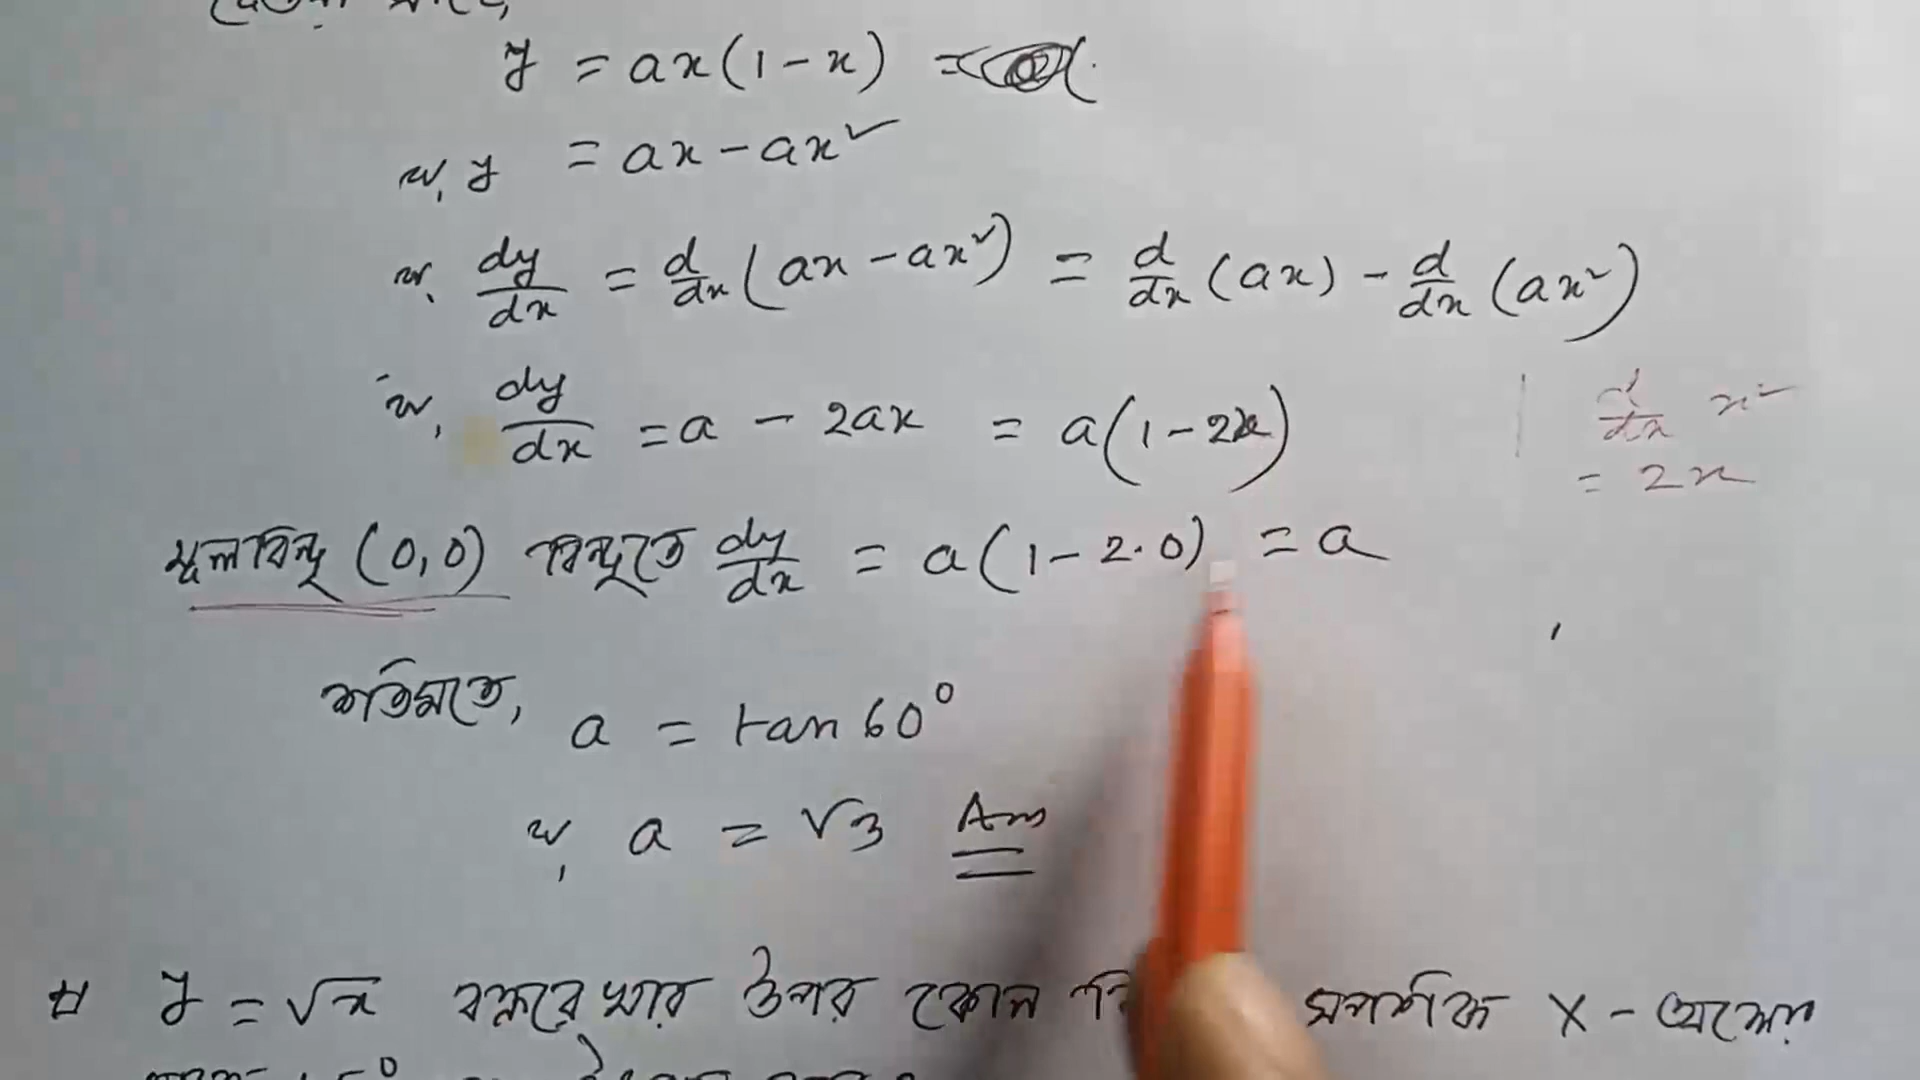 y = ax(1-x) =
বা, y = ax - ax²
বা, dy/dx = d/dx (ax - ax²) = d/dx (ax) - d/dx (ax²)
বা, dy/dx = a - 2ax = a(1-2x)
d/dx x²
= 2x
মূলবিন্দু (0,0) বিন্দুতে dy/dx = a(1-2·0) = a
শর্তমতে, a = tan 60°
বা, a = √3 Ans
# y = √x বক্ররেখার উপর কোন সপর্শক X-অক্ষের